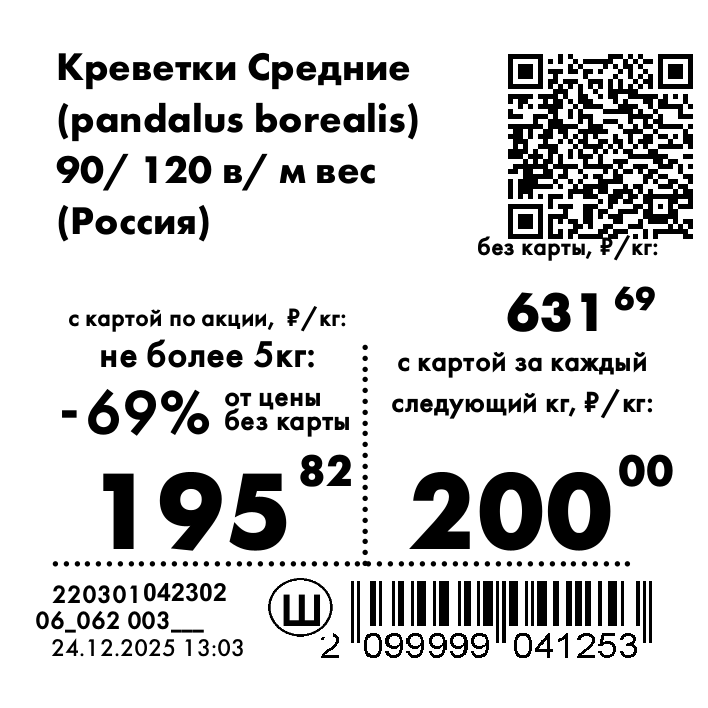 Креветки Средние
(pandalus borealis)
90/ 120 в/ м вес
(Россия)
без карты, ₽/кг:
631 69
с картой по акции, ₽/кг:
не более 5кг:
-69% от цены
без карты
195 82
с картой за каждый
следующий кг, ₽/кг:
200 00
220301042302
06_062 003___
24.12.2025 13:03
Ш
2 099999 041253